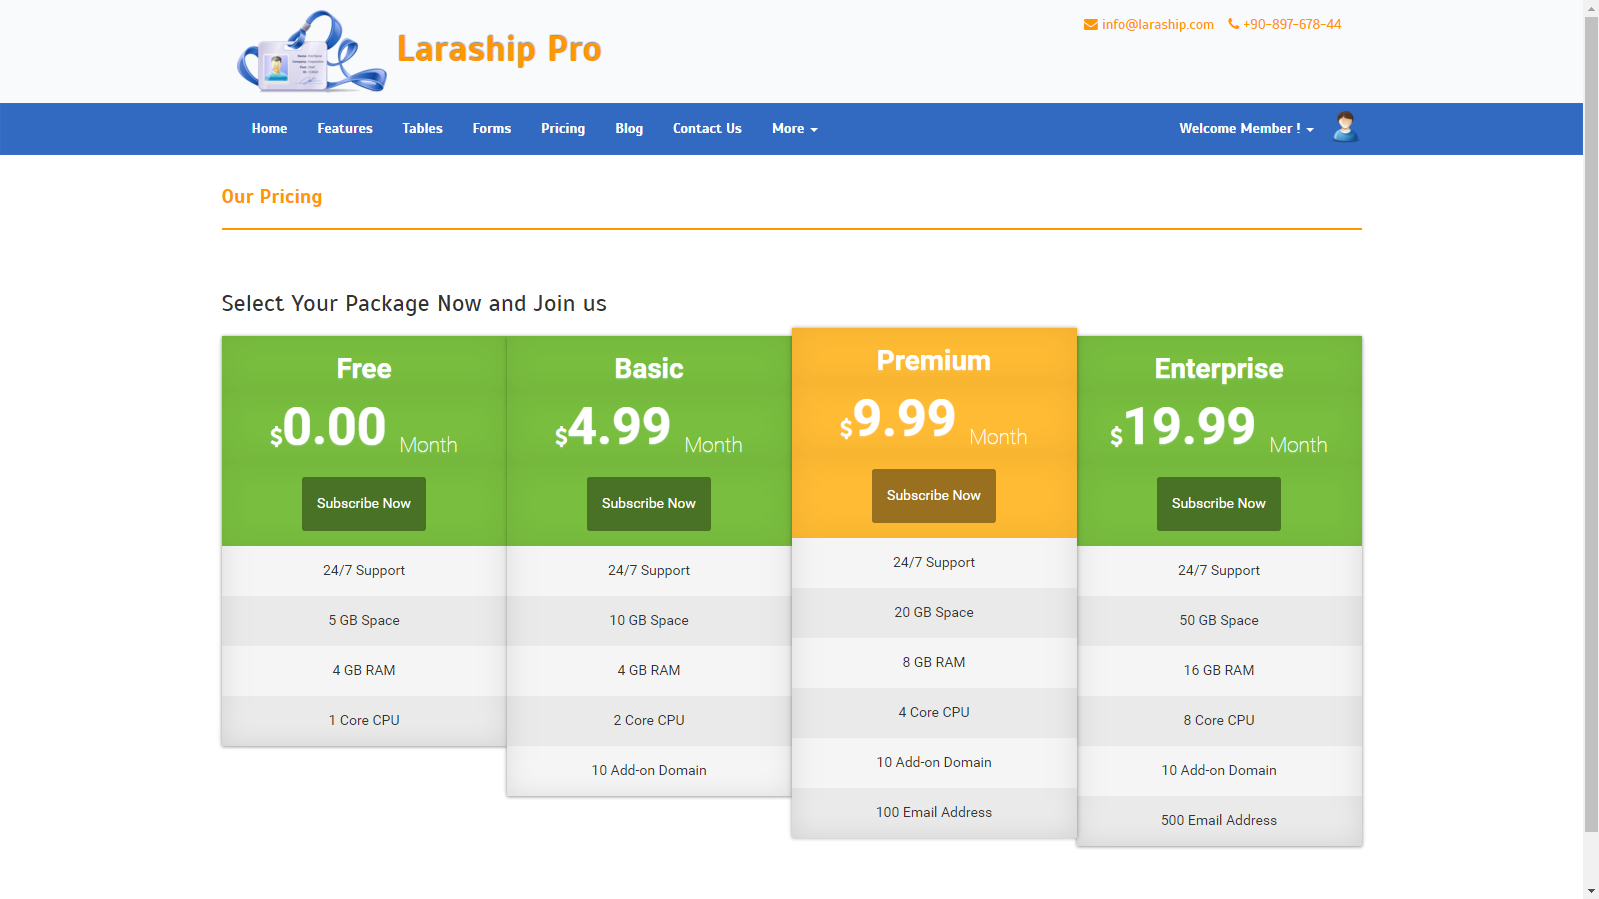 Laraship Pro
info@laraship.com +90-897-678-44
Home Features Tables Forms Pricing Blog Contact Us More Welcome Member !
Our Pricing
Select Your Package Now and Join us
Free
$0.00 Month
Subscribe Now
24/7 Support
5 GB Space
4 GB RAM
1 Core CPU
Basic
$4.99 Month
Subscribe Now
24/7 Support
10 GB Space
4 GB RAM
2 Core CPU
10 Add-on Domain
Premium
$9.99 Month
Subscribe Now
24/7 Support
20 GB Space
8 GB RAM
4 Core CPU
10 Add-on Domain
100 Email Address
Enterprise
$19.99 Month
Subscribe Now
24/7 Support
50 GB Space
16 GB RAM
8 Core CPU
10 Add-on Domain
500 Email Address